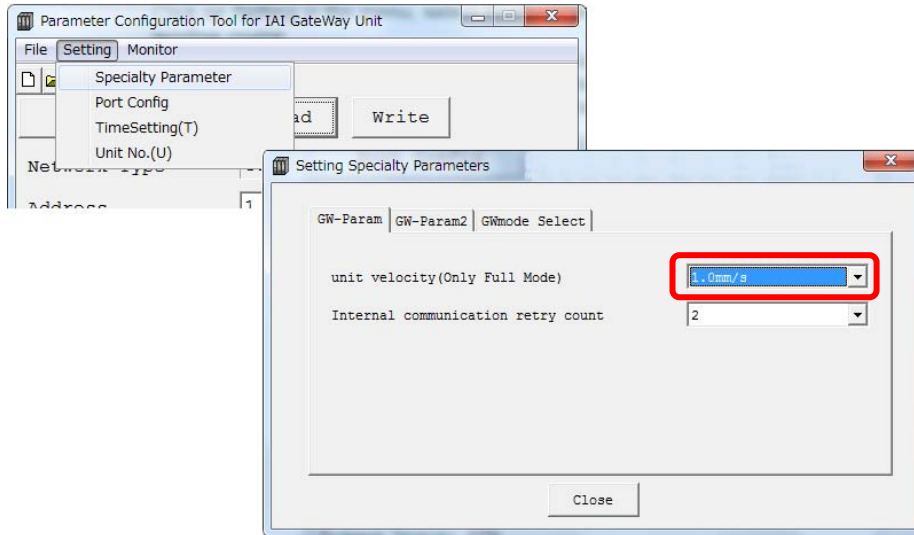 Parameter Configuration Tool for IAI GateWay Unit
File Setting Monitor
Specialty Parameter
Port Config
TimeSetting(T)
Unit No.(U)
Write
Address
1
Setting Specialty Parameters
GW-Param GW-Param2 GWmode Select
unit velocity(Only Full Mode) 1.0mm/s
Internal communication retry count 2
Close